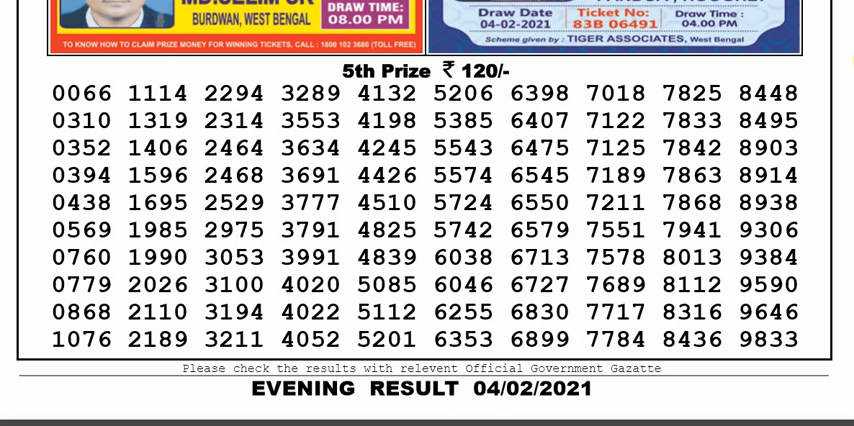 BURDWAN, WEST BENGAL
DRAW TIME:
08.00 PM
TO KNOW HOW TO CLAIM PRIZE MONEY FOR WINNING TICKETS, CALL : 1800 102 3680 (TOLL FREE)
Draw Date
04-02-2021
Ticket No:
83B 06491
Draw Time :
04.00 PM
Scheme given by : TIGER ASSOCIATES, West Bengal
5th Prize ₹ 120/-
0066 1114 2294 3289 4132 5206 6398 7018 7825 8448
0310 1319 2314 3553 4198 5385 6407 7122 7833 8495
0352 1406 2464 3634 4245 5543 6475 7125 7842 8903
0394 1596 2468 3691 4426 5574 6545 7189 7863 8914
0438 1695 2529 3777 4510 5724 6550 7211 7868 8938
0569 1985 2975 3791 4825 5742 6579 7551 7941 9306
0760 1990 3053 3991 4839 6038 6713 7578 8013 9384
0779 2026 3100 4020 5085 6046 6727 7689 8112 9590
0868 2110 3194 4022 5112 6255 6830 7717 8316 9646
1076 2189 3211 4052 5201 6353 6899 7784 8436 9833
Please check the results with relevent Official Government Gazatte
EVENING RESULT 04/02/2021